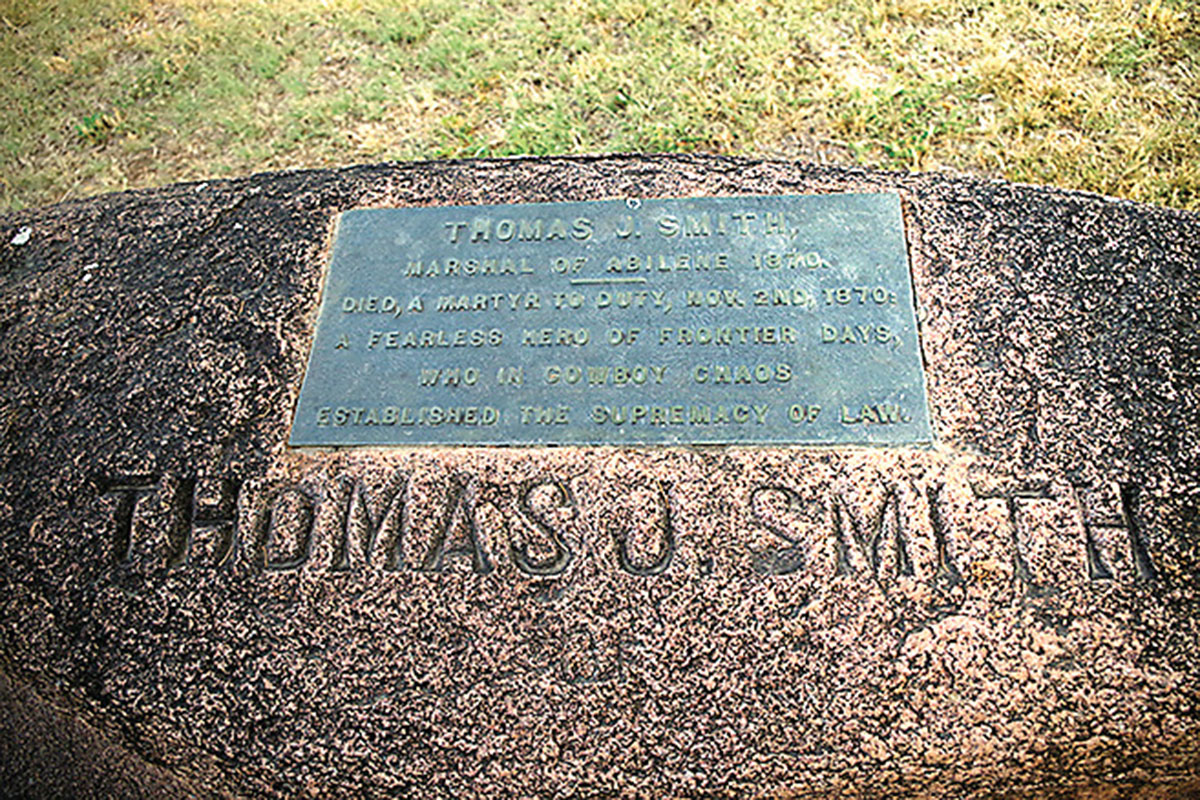 THOMAS J. SMITH,
MARSHAL OF ABILENE 1870.
DIED, A MARTYR TO DUTY, NOV. 2ND, 1870.
A FEARLESS HERO OF FRONTIER DAYS,
WHO IN COWBOY CHAOS
ESTABLISHED THE SUPREMACY OF LAW.
THOMAS J. SMITH